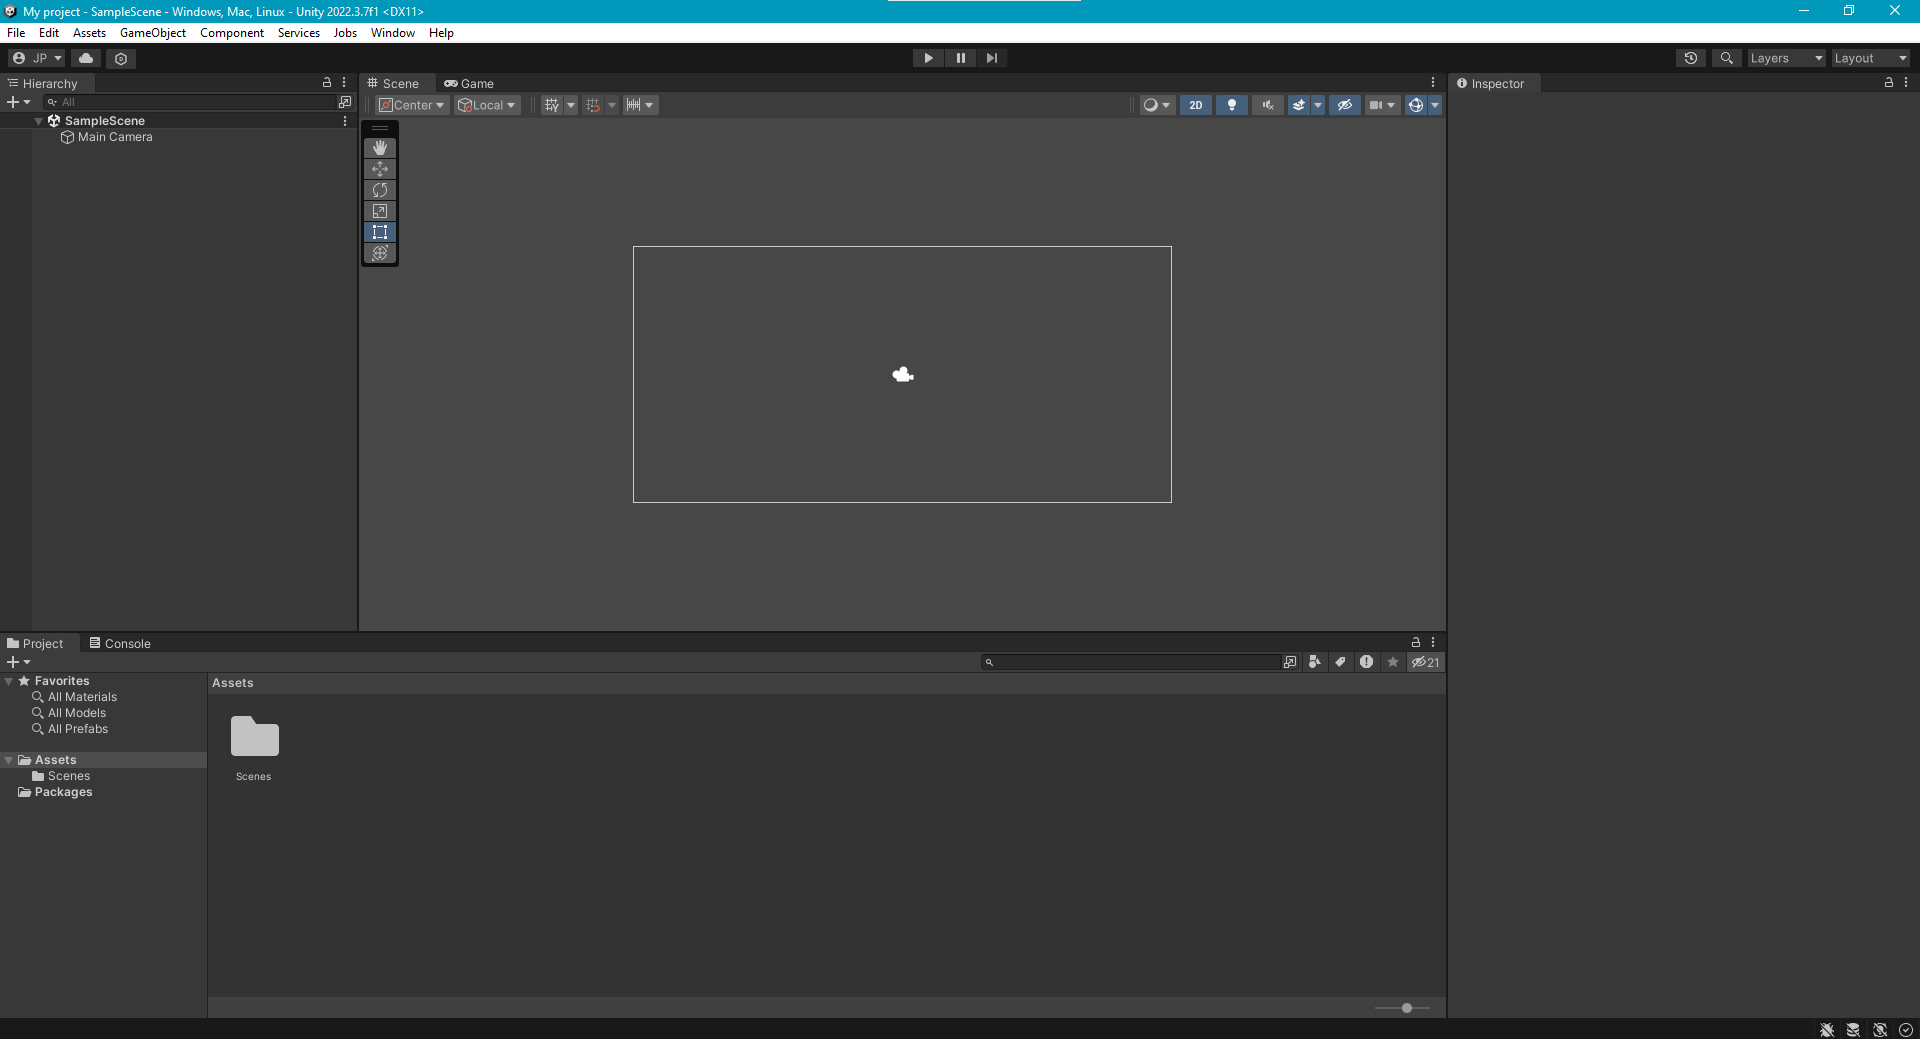 My project - SampleScene - Windows, Mac, Linux - Unity 2022.3.7f1 <DX11>
File Edit Assets GameObject Component Services Jobs Window Help
JP Layers Layout
Hierarchy Scene Game Inspector
All Center Local 2D
SampleScene
Main Camera
Project Console
21
Favorites Assets
All Materials
All Models
All Prefabs
Assets
Scenes Scenes
Packages